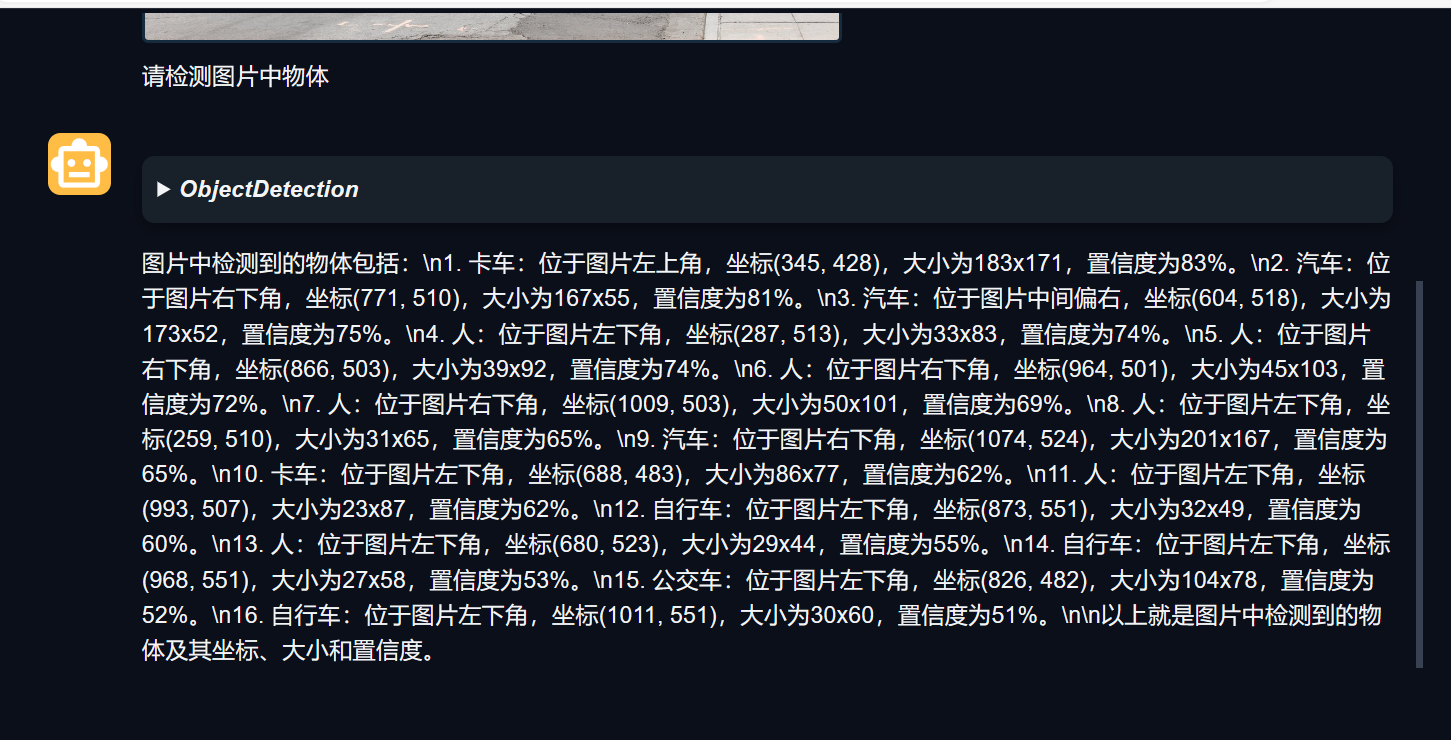 请检测图片中物体
▶ ObjectDetection
图片中检测到的物体包括：\n1. 卡车：位于图片左上角，坐标(345, 428)，大小为183x171，置信度为83%。\n2. 汽车：位
于图片右下角，坐标(771, 510)，大小为167x55，置信度为81%。\n3. 汽车：位于图片中间偏右，坐标(604, 518)，大小为
173x52，置信度为75%。\n4. 人：位于图片左下角，坐标(287, 513)，大小为33x83，置信度为74%。\n5. 人：位于图片
右下角，坐标(866, 503)，大小为39x92，置信度为74%。\n6. 人：位于图片右下角，坐标(964, 501)，大小为45x103，置
信度为72%。\n7. 人：位于图片右下角，坐标(1009, 503)，大小为50x101，置信度为69%。\n8. 人：位于图片左下角，坐
标(259, 510)，大小为31x65，置信度为65%。\n9. 汽车：位于图片右下角，坐标(1074, 524)，大小为201x167，置信度为
65%。\n10. 卡车：位于图片左下角，坐标(688, 483)，大小为86x77，置信度为62%。\n11. 人：位于图片左下角，坐标
(993, 507)，大小为23x87，置信度为62%。\n12. 自行车：位于图片左下角，坐标(873, 551)，大小为32x49，置信度为
60%。\n13. 人：位于图片左下角，坐标(680, 523)，大小为29x44，置信度为55%。\n14. 自行车：位于图片左下角，坐标
(968, 551)，大小为27x58，置信度为53%。\n15. 公交车：位于图片左下角，坐标(826, 482)，大小为104x78，置信度为
52%。\n16. 自行车：位于图片左下角，坐标(1011, 551)，大小为30x60，置信度为51%。\n\n以上就是图片中检测到的物
体及其坐标、大小和置信度。